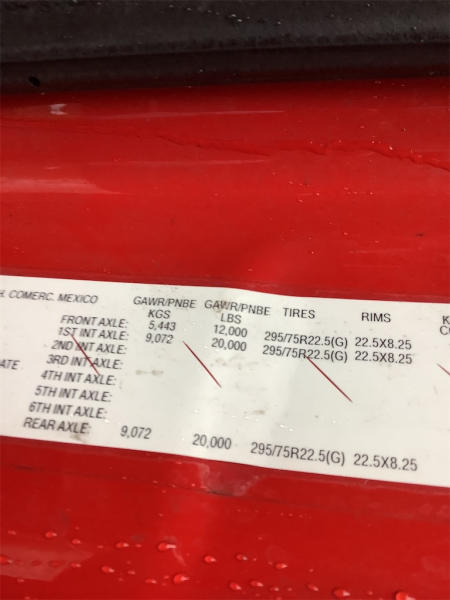 H. COMERC. MEXICO GAWR/PNBE GAWR/PNBE TIRES RIMS
KGS LBS
FRONT AXLE: 5,443 12,000 295/75R22.5(G) 22.5X8.25
1ST INT AXLE: 9,072 20,000 295/75R22.5(G) 22.5X8.25
2ND INT AXLE:
3RD INT AXLE:
ATE
4TH INT AXLE:
5TH INT AXLE:
6TH INT AXLE:
REAR AXLE: 9,072 20,000 295/75R22.5(G) 22.5X8.25